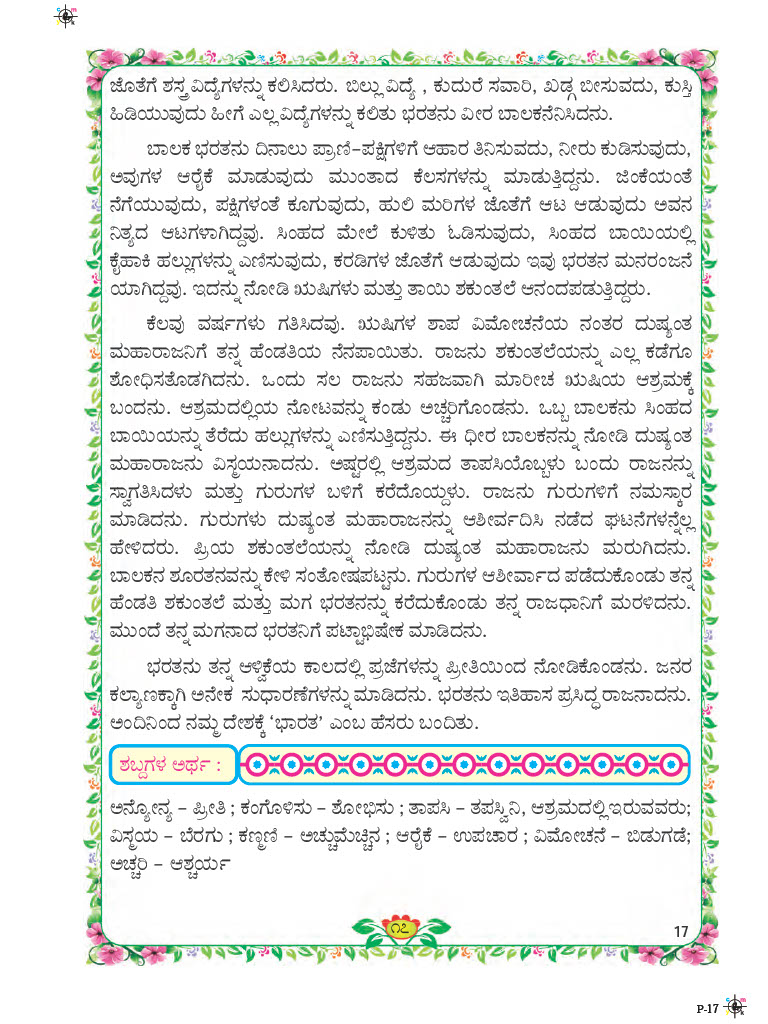 ಜೊತೆಗೆ ಶಸ್ತ್ರವಿದ್ಯೆಗಳನ್ನು ಕಲಿಸಿದರು. ಬಿಲ್ಲು ವಿದ್ಯೆ , ಕುದುರೆ ಸವಾರಿ, ಖಡ್ಗ ಬೀಸುವದು, ಕುಸ್ತಿ
ಹಿಡಿಯುವುದು ಹೀಗೆ ಎಲ್ಲ ವಿದ್ಯೆಗಳನ್ನು ಕಲಿತು ಭರತನು ವೀರ ಬಾಲಕನೆನಿಸಿದನು.
ಬಾಲಕ ಭರತನು ದಿನಾಲು ಪ್ರಾಣಿ-ಪಕ್ಷಿಗಳಿಗೆ ಆಹಾರ ತಿನಿಸುವದು, ನೀರು ಕುಡಿಸುವುದು,
ಅವುಗಳ ಆರೈಕೆ ಮಾಡುವುದು ಮುಂತಾದ ಕೆಲಸಗಳನ್ನು ಮಾಡುತ್ತಿದ್ದನು. ಜಿಂಕೆಯಂತೆ
ನೆಗೆಯುವುದು, ಪಕ್ಷಿಗಳಂತೆ ಕೂಗುವುದು, ಹುಲಿ ಮರಿಗಳ ಜೊತೆಗೆ ಆಟ ಆಡುವುದು ಅವನ
ನಿತ್ಯದ ಆಟಗಳಾಗಿದ್ದವು. ಸಿಂಹದ ಮೇಲೆ ಕುಳಿತು ಓಡಿಸುವುದು, ಸಿಂಹದ ಬಾಯಿಯಲ್ಲಿ
ಕೈಹಾಕಿ ಹಲ್ಲುಗಳನ್ನು ಎಣಿಸುವುದು, ಕರಡಿಗಳ ಜೊತೆಗೆ ಆಡುವುದು ಇವು ಭರತನ ಮನರಂಜನೆ
ಯಾಗಿದ್ದವು. ಇದನ್ನು ನೋಡಿ ಋಷಿಗಳು ಮತ್ತು ತಾಯಿ ಶಕುಂತಲೆ ಆನಂದಪಡುತ್ತಿದ್ದರು.
ಕೆಲವು ವರ್ಷಗಳು ಗತಿಸಿದವು. ಋಷಿಗಳ ಶಾಪ ವಿಮೋಚನೆಯ ನಂತರ ದುಷ್ಯಂತ
ಮಹಾರಾಜನಿಗೆ ತನ್ನ ಹೆಂಡತಿಯ ನೆನಪಾಯಿತು. ರಾಜನು ಶಕುಂತಲೆಯನ್ನು ಎಲ್ಲ ಕಡೆಗೂ
ಶೋಧಿಸತೊಡಗಿದನು. ಒಂದು ಸಲ ರಾಜನು ಸಹಜವಾಗಿ ಮಾರೀಚ ಋಷಿಯ ಆಶ್ರಮಕ್ಕೆ
ಬಂದನು. ಆಶ್ರಮದಲ್ಲಿಯ ನೋಟವನ್ನು ಕಂಡು ಅಚ್ಚರಿಗೊಂಡನು. ಒಬ್ಬ ಬಾಲಕನು ಸಿಂಹದ
ಬಾಯಿಯನ್ನು ತೆರೆದು ಹಲ್ಲುಗಳನ್ನು ಎಣಿಸುತ್ತಿದ್ದನು. ಈ ಧೀರ ಬಾಲಕನನ್ನು ನೋಡಿ ದುಷ್ಯಂತ
ಮಹಾರಾಜನು ವಿಸ್ಮಯನಾದನು. ಅಷ್ಟರಲ್ಲಿ ಆಶ್ರಮದ ತಾಪಸಿಯೊಬ್ಬಳು ಬಂದು ರಾಜನನ್ನು
ಸ್ವಾಗತಿಸಿದಳು ಮತ್ತು ಗುರುಗಳ ಬಳಿಗೆ ಕರೆದೊಯ್ದಳು. ರಾಜನು ಗುರುಗಳಿಗೆ ನಮಸ್ಕಾರ
ಮಾಡಿದನು. ಗುರುಗಳು ದುಷ್ಯಂತ ಮಹಾರಾಜನನ್ನು ಆಶೀರ್ವದಿಸಿ ನಡೆದ ಘಟನೆಗಳನ್ನೆಲ್ಲ
ಹೇಳಿದರು. ಪ್ರಿಯ ಶಕುಂತಲೆಯನ್ನು ನೋಡಿ ದುಷ್ಯಂತ ಮಹಾರಾಜನು ಮರುಗಿದನು.
ಬಾಲಕನ ಶೂರತನವನ್ನು ಕೇಳಿ ಸಂತೋಷಪಟ್ಟನು. ಗುರುಗಳ ಆಶೀರ್ವಾದ ಪಡೆದುಕೊಂಡು ತನ್ನ
ಹೆಂಡತಿ ಶಕುಂತಲೆ ಮತ್ತು ಮಗ ಭರತನನ್ನು ಕರೆದುಕೊಂಡು ತನ್ನ ರಾಜಧಾನಿಗೆ ಮರಳಿದನು.
ಮುಂದೆ ತನ್ನ ಮಗನಾದ ಭರತನಿಗೆ ಪಟ್ಟಾಭಿಷೇಕ ಮಾಡಿದನು.
ಭರತನು ತನ್ನ ಆಳ್ವಿಕೆಯ ಕಾಲದಲ್ಲಿ ಪ್ರಜೆಗಳನ್ನು ಪ್ರೀತಿಯಿಂದ ನೋಡಿಕೊಂಡನು. ಜನರ
ಕಲ್ಯಾಣಕ್ಕಾಗಿ ಅನೇಕ ಸುಧಾರಣೆಗಳನ್ನು ಮಾಡಿದನು. ಭರತನು ಇತಿಹಾಸ ಪ್ರಸಿದ್ಧ ರಾಜನಾದನು.
ಅಂದಿನಿಂದ ನಮ್ಮ ದೇಶಕ್ಕೆ ‘ಭಾರತ’ ಎಂಬ ಹೆಸರು ಬಂದಿತು.
ಶಬ್ದಗಳ ಅರ್ಥ :
ಅನ್ಯೋನ್ಯ - ಪ್ರೀತಿ ; ಕಂಗೊಳಿಸು - ಶೋಭಿಸು ; ತಾಪಸಿ - ತಪಸ್ವಿನಿ, ಆಶ್ರಮದಲ್ಲಿ ಇರುವವರು;
ವಿಸ್ಮಯ - ಬೆರಗು ; ಕಣ್ಮಣಿ - ಅಚ್ಚುಮೆಚ್ಚಿನ ; ಆರೈಕೆ - ಉಪಚಾರ ; ವಿಮೋಚನೆ - ಬಿಡುಗಡೆ;
ಅಚ್ಚರಿ - ಆಶ್ಚರ್ಯ
೧೭
17
P-17